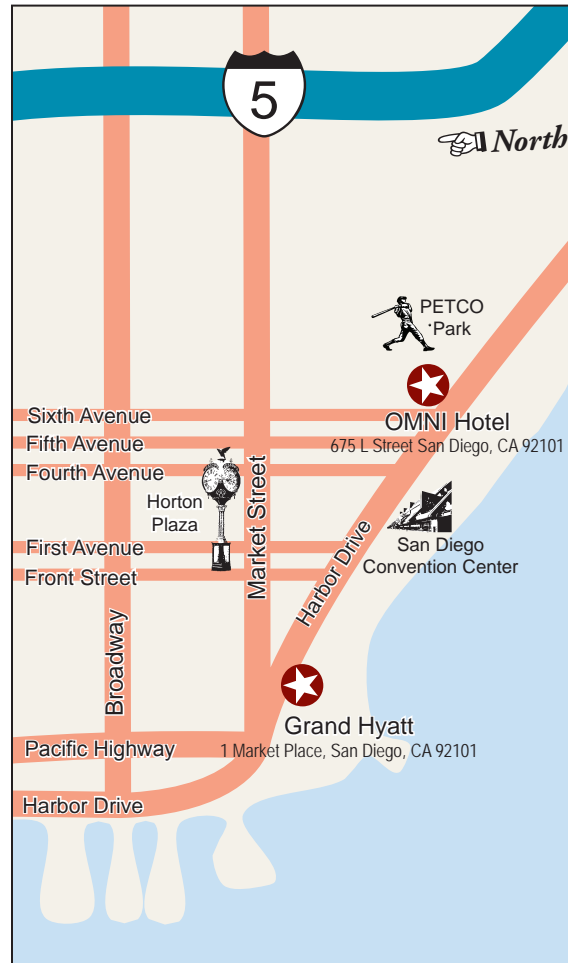 5
North
PETCO
Park
Sixth Avenue
OMNI Hotel
Fifth Avenue
675 L Street San Diego, CA 92101
Fourth Avenue
Horton
Plaza
Market Street
First Avenue
San Diego
Convention Center
Harbor Drive
Front Street
Broadway
Grand Hyatt
Pacific Highway
1 Market Place, San Diego, CA 92101
Harbor Drive